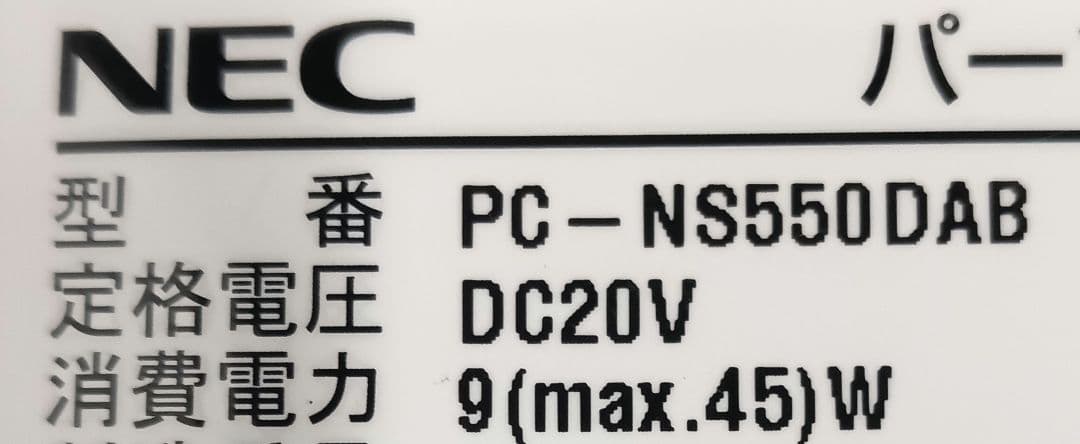 NEC パー
型番 PC-NS550DAB
定格電圧 DC20V
消費電力 9(max.45)W